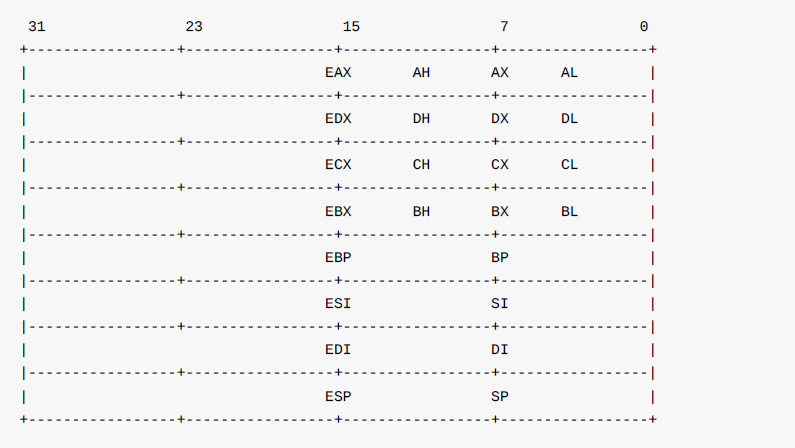 31                23                15                7               0
+-----------------+-----------------+-----------------+-----------------+
|                                  EAX       AH       AX      AL        |
|-----------------+-----------------+-----------------+-----------------|
|                                  EDX       DH       DX      DL        |
|-----------------+-----------------+-----------------+-----------------|
|                                  ECX       CH       CX      CL        |
|-----------------+-----------------+-----------------+-----------------|
|                                  EBX       BH       BX      BL        |
|-----------------+-----------------+-----------------+-----------------|
|                                  EBP                BP                |
|-----------------+-----------------+-----------------+-----------------|
|                                  ESI                SI                |
|-----------------+-----------------+-----------------+-----------------|
|                                  EDI                DI                |
|-----------------+-----------------+-----------------+-----------------|
|                                  ESP                SP                |
+-----------------+-----------------+-----------------+-----------------+